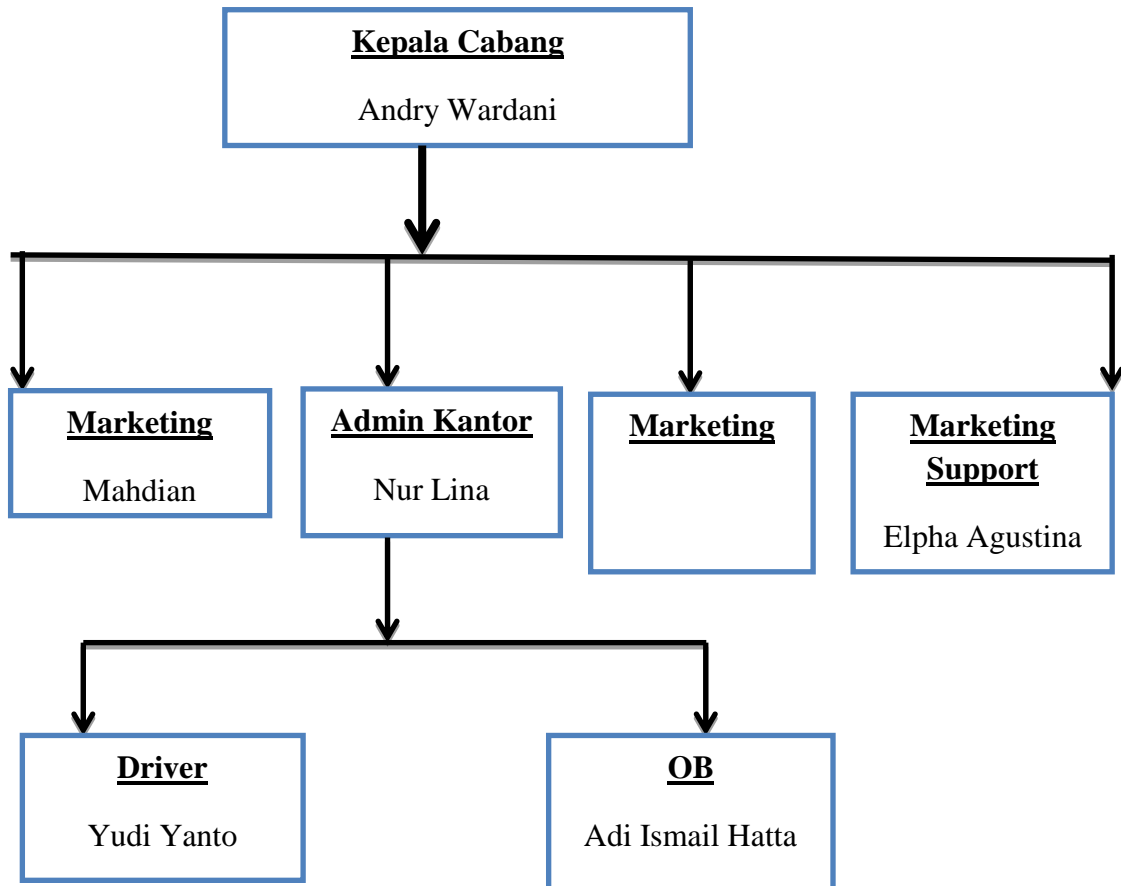 Kepala Cabang
Andry Wardani
Marketing
Mahdian
Admin Kantor
Nur Lina
Marketing
Marketing
Support
Elpha Agustina
Driver
Yudi Yanto
OB
Adi Ismail Hatta